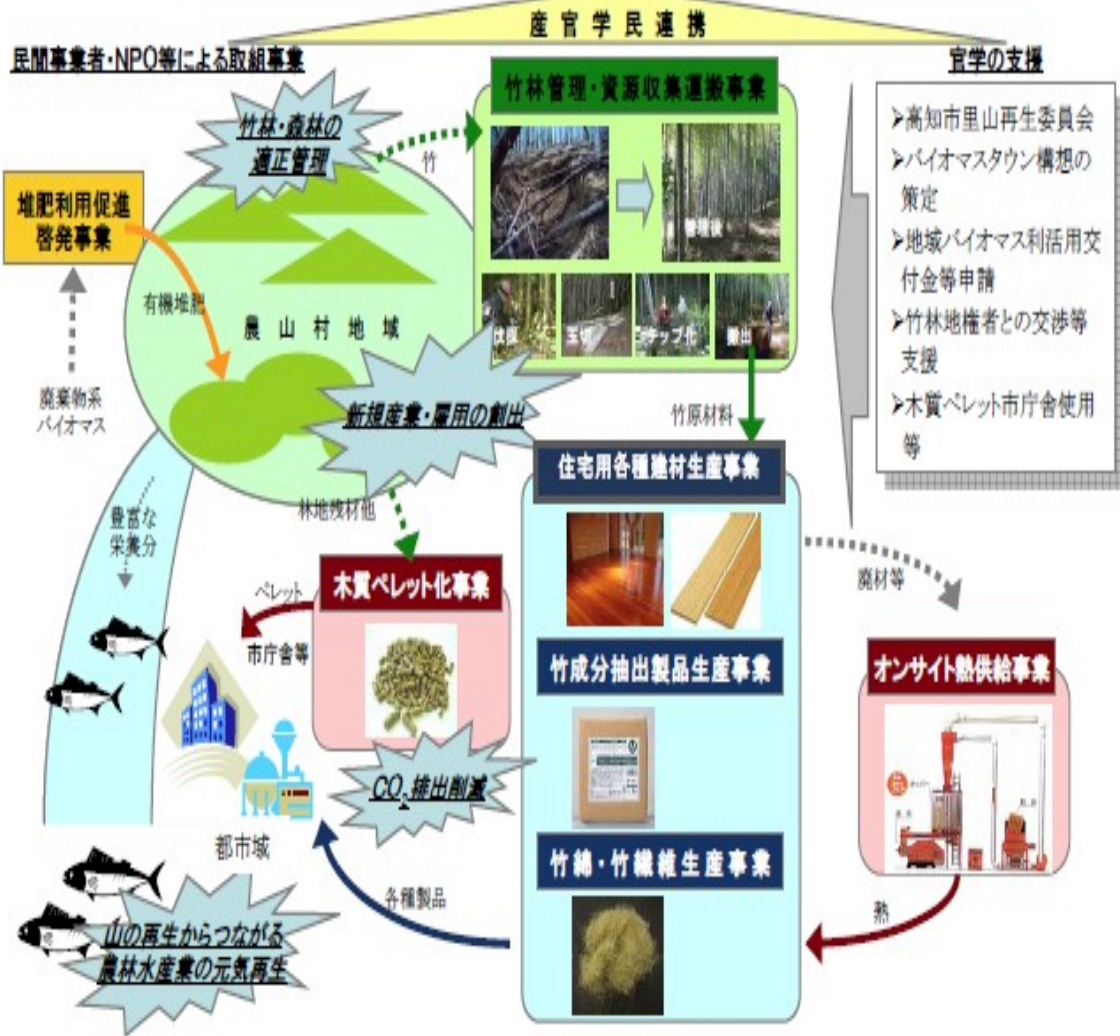 産官学民連携
民間事業者・NPO等による取組事業
官学の支援
竹林管理・資源収集運搬事業
竹林・森林の
適正管理
竹
管理後
伐採
玉切
チップ化
搬出
➢高知市里山再生委員会
➢バイオマスタウン構想の
策定
➢地域バイオマス利活用交
付金等申請
➢竹林地権者との交渉等
支援
➢木質ペレット市庁舎使用
等
堆肥利用促進
啓発事業
有機堆肥
農山村地域
廃棄物系
バイオマス
新規産業・雇用の創出
竹原材料
住宅用各種建材生産事業
林地残材他
豊富な
栄養分
木質ペレット化事業
ペレット
市庁舎等
廃材等
竹成分抽出製品生産事業
オンサイト熱供給事業
CO₂排出削減
都市域
竹綿・竹繊維生産事業
各種製品
熱
山の再生からつながる
農林水産業の元気再生